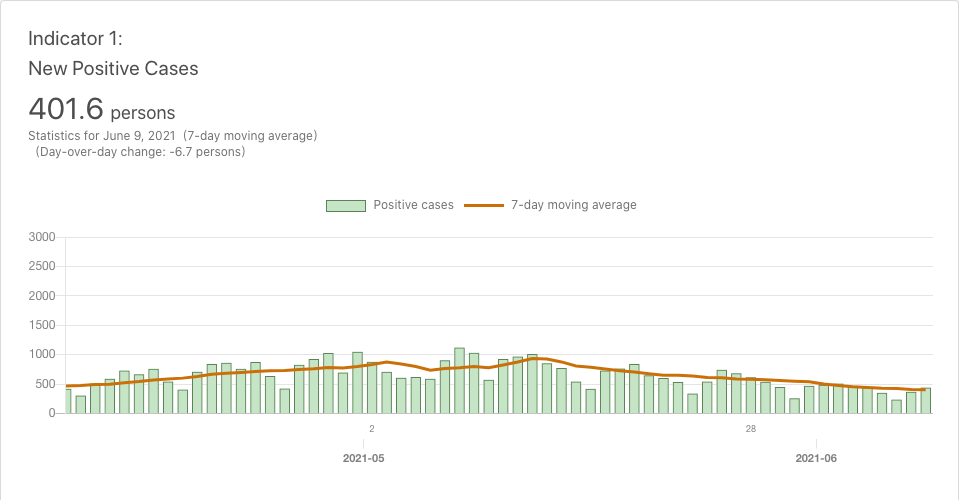 Indicator 1:
New Positive Cases
401.6 persons
Statistics for June 9, 2021 (7-day moving average)
(Day-over-day change: -6.7 persons)
Positive cases 7-day moving average
3000
2500
2000
1500
1000
500
0
2 28
2021-05 2021-06